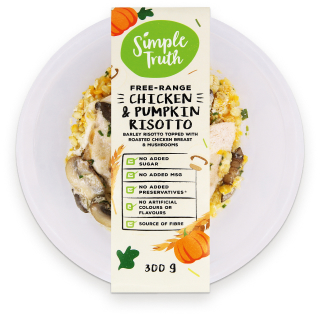 Simple
Truth
FREE-RANGE
CHICKEN
& PUMPKIN
RISOTTO
BARLEY RISOTTO TOPPED WITH
ROASTED CHICKEN BREAST
& MUSHROOMS
NO ADDED
SUGAR
NO ADDED MSG
NO ADDED
PRESERVATIVES^
NO ARTIFICIAL
COLOURS OR
FLAVOURS
SOURCE OF FIBRE
300 g